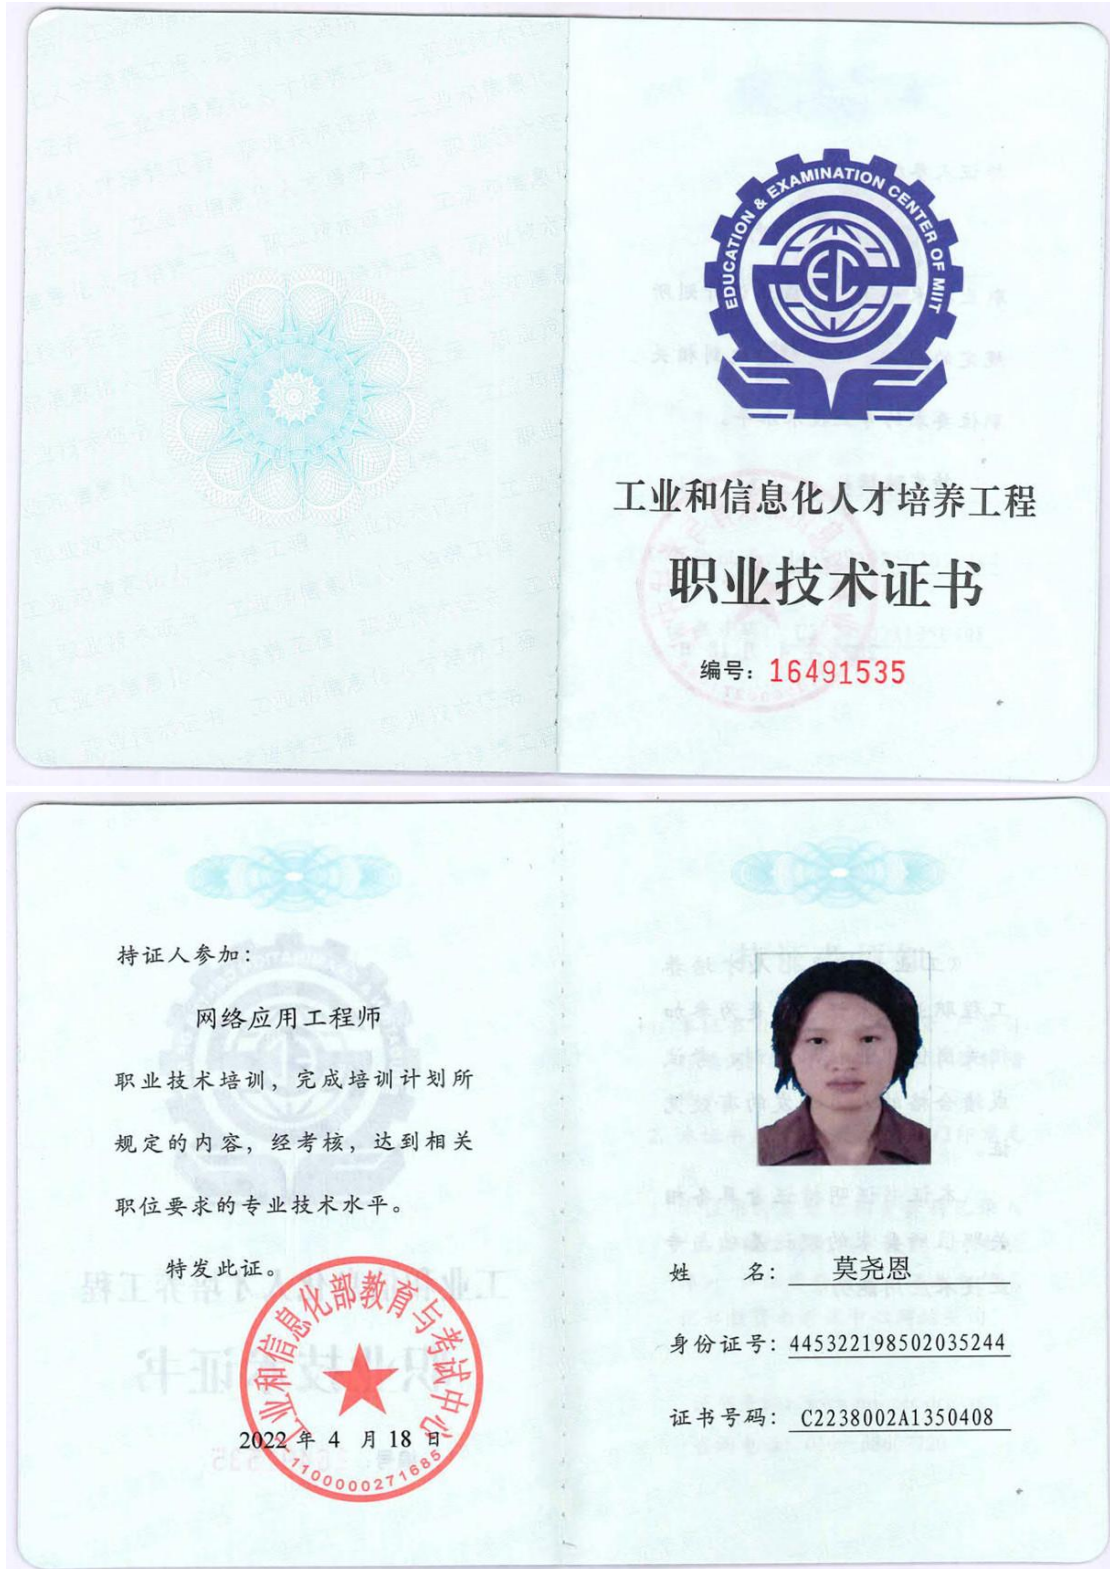 EDUCATION & EXAMINATION CENTER OF MIIT
EC
工业和信息化人才培养工程
职业技术证书
编号：16491535
持证人参加：
网络应用工程师
职业技术培训，完成培训计划所
规定的内容，经考核，达到相关
职位要求的专业技术水平。
特发此证。
工业和信息化部教育与考试中心
2022 年 4 月 18 日
1100000271685
姓 名：莫尧恩
身份证号：445322198502035244
证书号码：C2238002A1350408